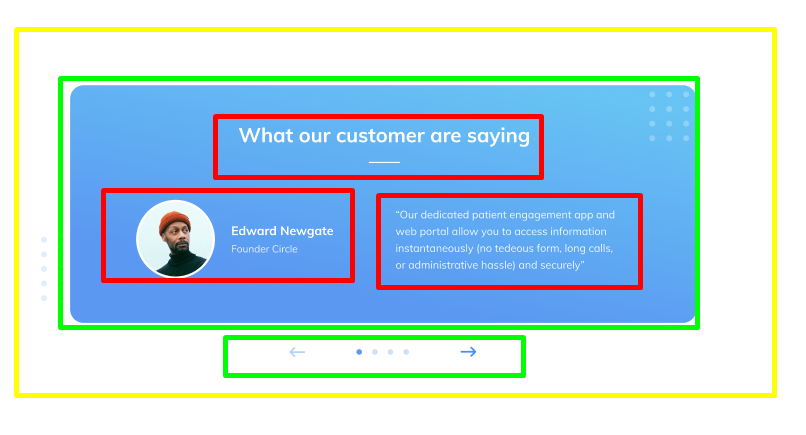 What our customer are saying
Edward Newgate
Founder Circle
“Our dedicated patient engagement app and
web portal allow you to access information
instantaneously (no tedeous form, long calls,
or administrative hassle) and securely”